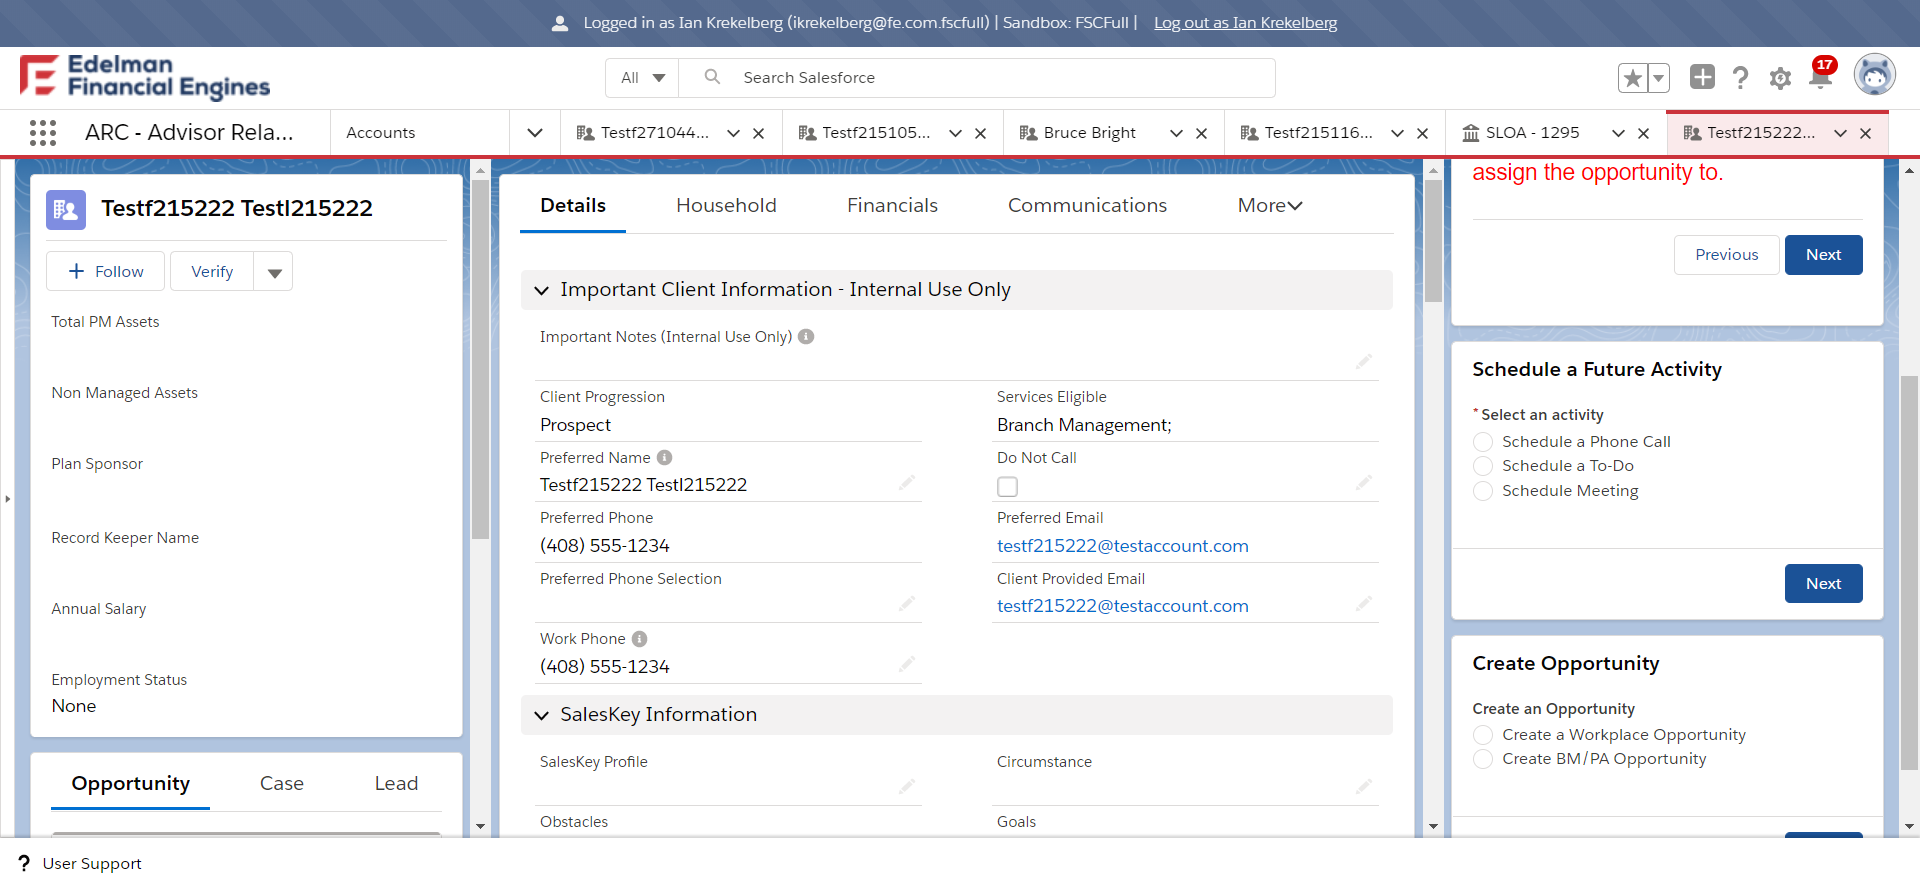 Logged in as Ian Krekelberg (ikrekelberg@fe.com.fscfull) | Sandbox: FSCFull | Log out as Ian Krekelberg
Edelman
Financial Engines
All
Search Salesforce
17
ARC - Advisor Rela...
Accounts
Testf271044...
Testf215105...
Bruce Bright
Testf215116...
SLOA - 1295
Testf215222...
Testf215222 Testl215222
Follow
Verify
Total PM Assets
Non Managed Assets
Plan Sponsor
Record Keeper Name
Annual Salary
Employment Status
None
Opportunity
Case
Lead
Details
Household
Financials
Communications
More
Important Client Information - Internal Use Only
Important Notes (Internal Use Only)
Client Progression
Prospect
Services Eligible
Branch Management;
Preferred Name
Testf215222 Testl215222
Do Not Call
Preferred Phone
(408) 555-1234
Preferred Email
testf215222@testaccount.com
Preferred Phone Selection
Client Provided Email
testf215222@testaccount.com
Work Phone
(408) 555-1234
SalesKey Information
SalesKey Profile
Circumstance
Obstacles
Goals
assign the opportunity to.
Previous
Next
Schedule a Future Activity
*Select an activity
Schedule a Phone Call
Schedule a To-Do
Schedule Meeting
Next
Create Opportunity
Create an Opportunity
Create a Workplace Opportunity
Create BM/PA Opportunity
? User Support